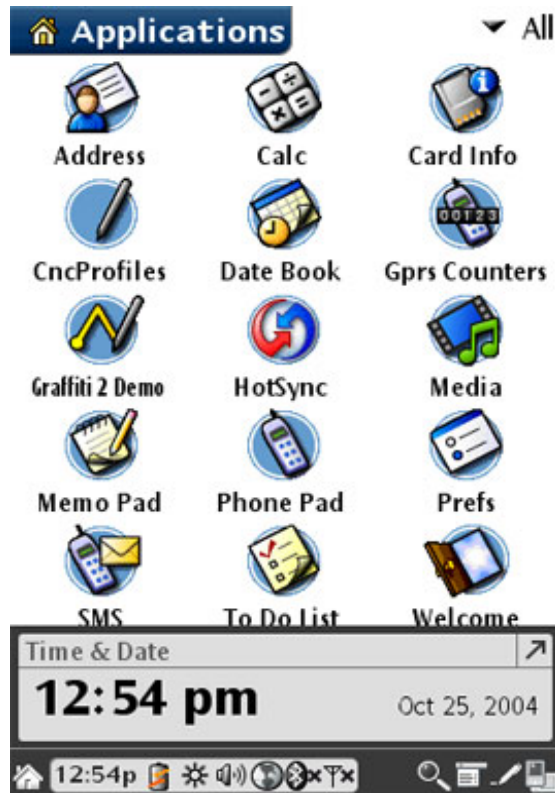 Applications
All
Address Calc Card Info
00123
CncProfiles Date Book Gprs Counters
Graffiti 2 Demo HotSync Media
Memo Pad Phone Pad Prefs
SMS To Do List Welcome
Time & Date
12:54 pm
Oct 25, 2004
12:54p